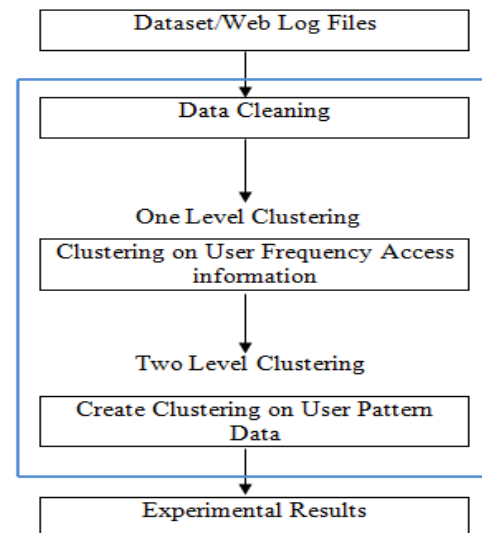 Dataset/Web Log Files
Data Cleaning
One Level Clustering
Clustering on User Frequency Access
information
Two Level Clustering
Create Clustering on User Pattern
Data
Experimental Results